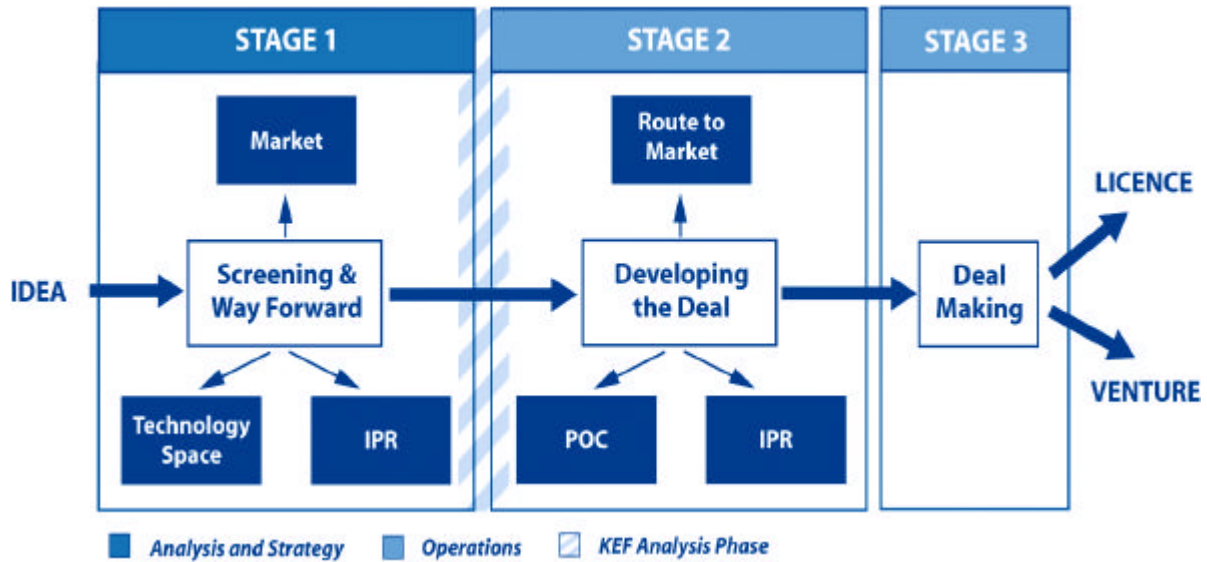 STAGE 1
STAGE 2
STAGE 3
Market
Route to
Market
LICENCE
IDEA
Screening &
Way Forward
Developing
the Deal
Deal
Making
VENTURE
Technology
Space
IPR
POC
IPR
Analysis and Strategy
Operations
KEF Analysis Phase